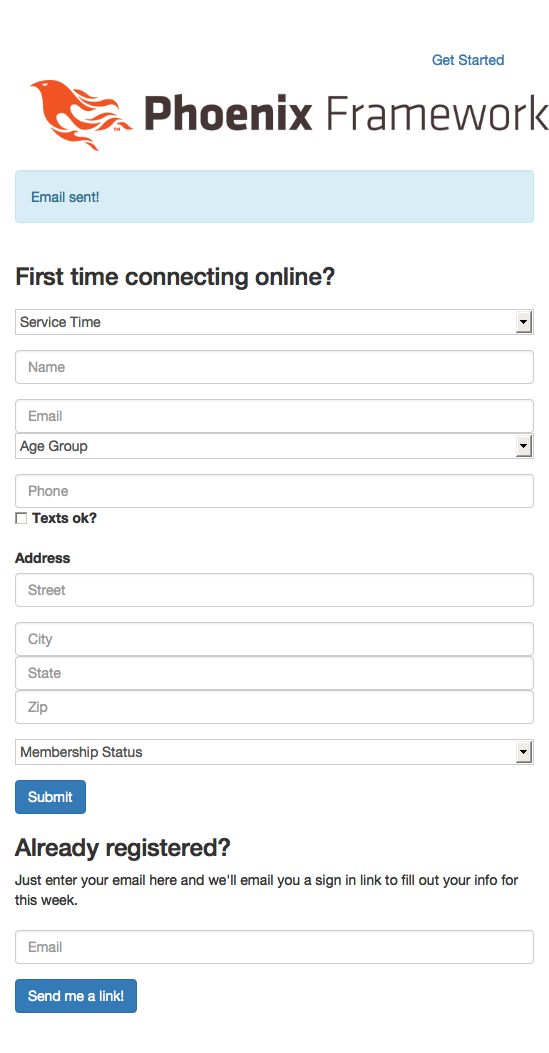 Get Started
Phoenix Framework
TM
Email sent!
First time connecting online?
Service Time
Name
Email
Age Group
Phone
Texts ok?
Address
Street
City
State
Zip
Membership Status
Submit
Already registered?
Just enter your email here and we'll email you a sign in link to fill out your info for
this week.
Email
Send me a link!